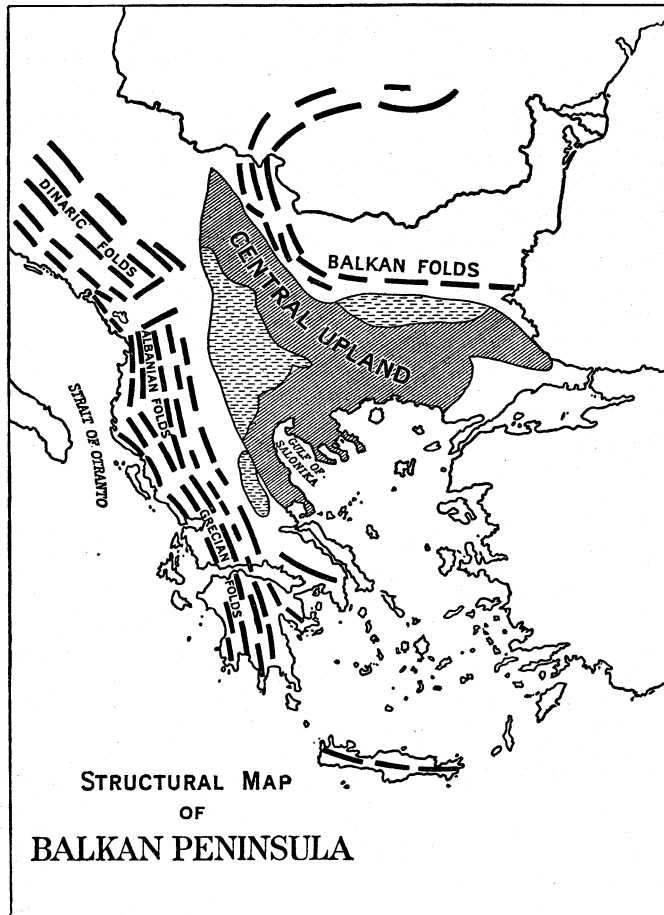 DINARIC FOLDS
CENTRAL UPLAND
BALKAN FOLDS
ALBANIAN FOLDS
STRAIT OF OTRANTO
GULF OF
SALONIKA
GRECIAN FOLDS
STRUCTURAL MAP
OF
BALKAN PENINSULA